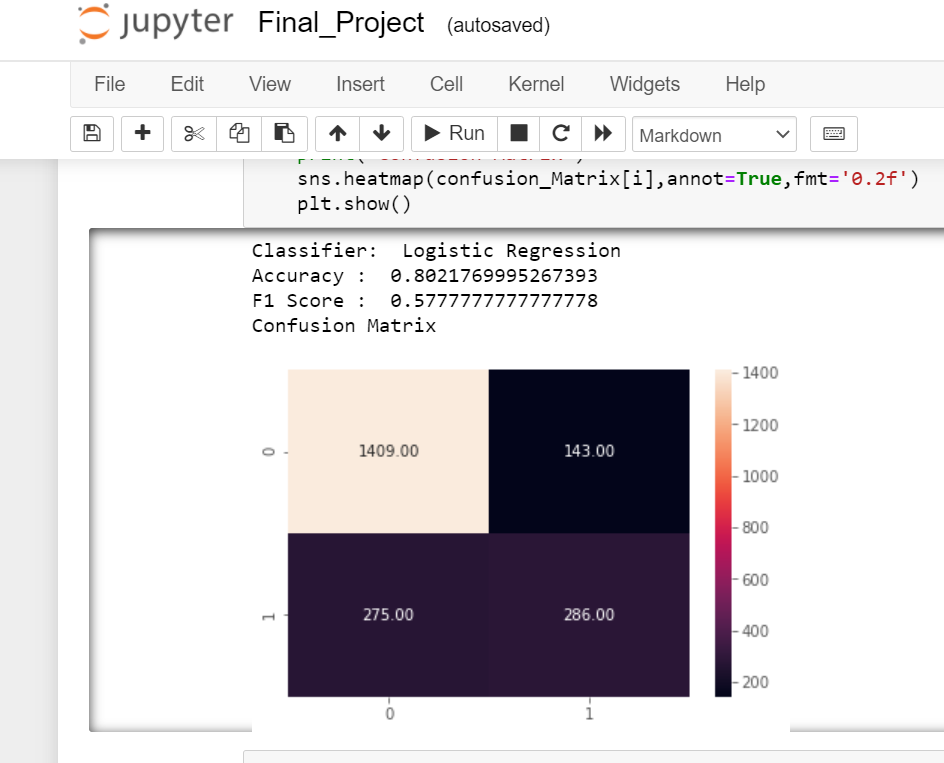 jupyter Final_Project (autosaved)
File Edit View Insert Cell Kernel Widgets Help
Run Markdown
sns.heatmap(confusion_Matrix[i],annot=True,fmt='0.2f')
plt.show()
Classifier:  Logistic Regression
Accuracy :  0.8021769995267393
F1 Score :  0.5777777777777778
Confusion Matrix
1400
1200
0 1409.00 143.00
1000
800
600
1 275.00 286.00
400
200
0 1